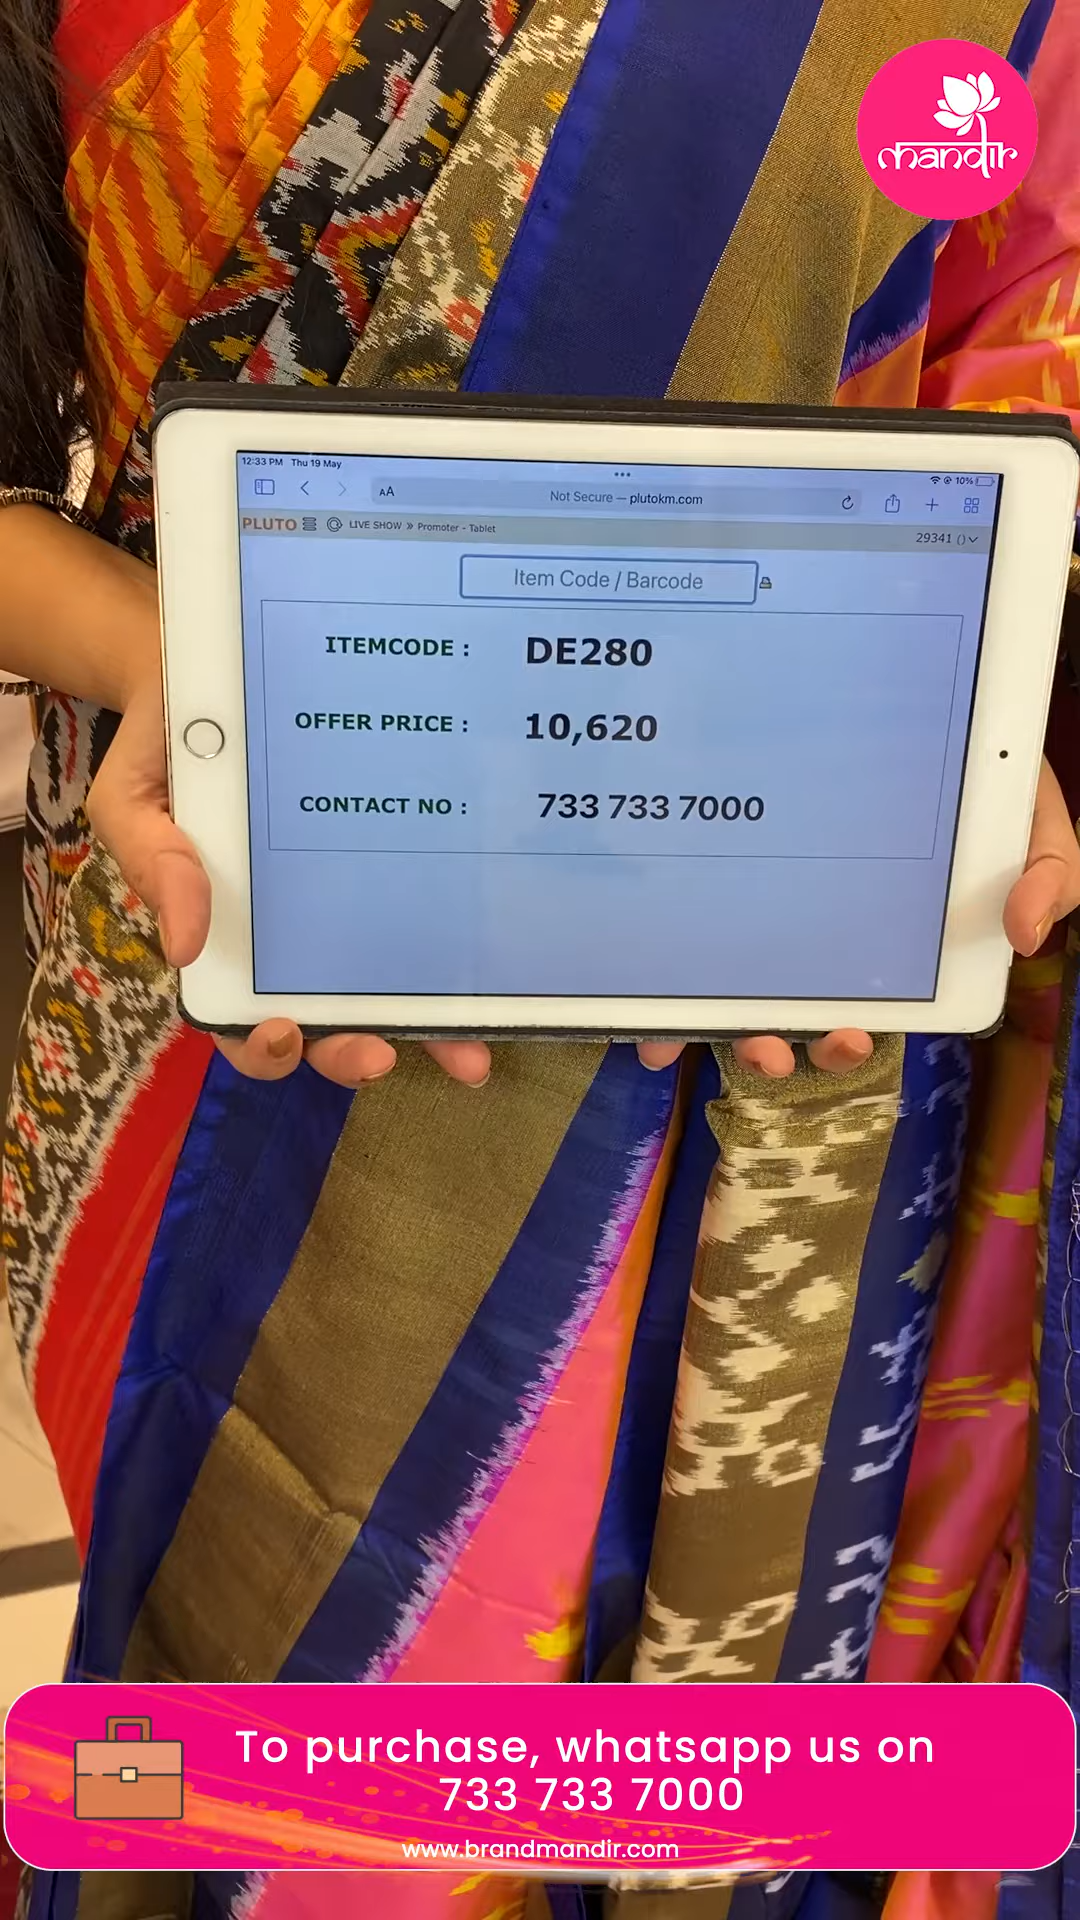 mandir
12:33 PM Thu 19 May
10%
AA
Not Secure — plutokm.com
PLUTO
LIVE SHOW » Promoter - Tablet
29341 ()
Item Code / Barcode
ITEMCODE : DE280
OFFER PRICE : 10,620
CONTACT NO : 733 733 7000
To purchase, whatsapp us on
733 733 7000
www.brandmandir.com